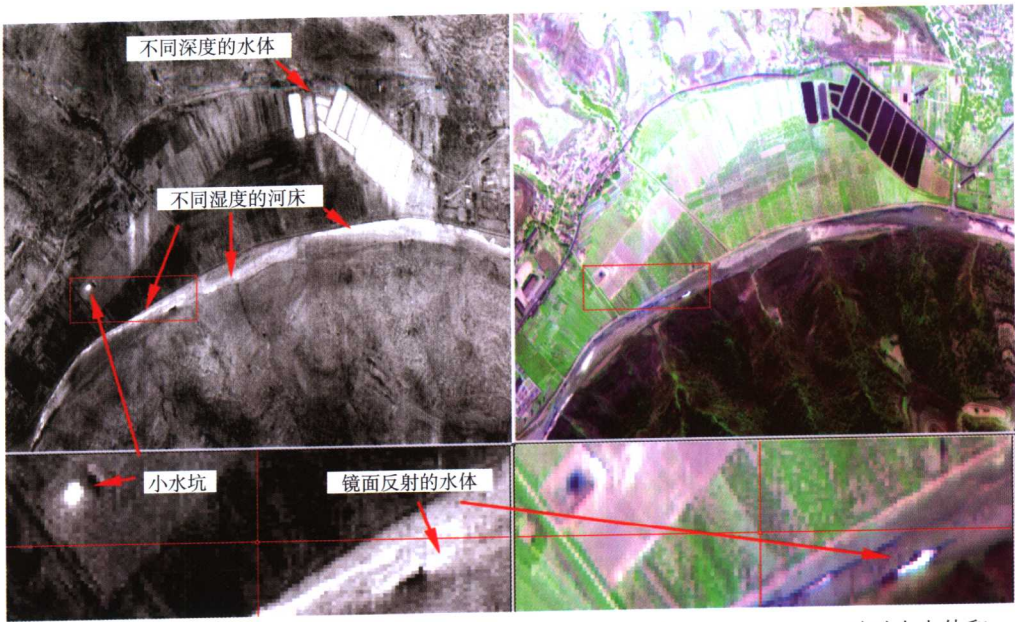 不同深度的水体
不同湿度的河床
小水坑
镜面反射的水体